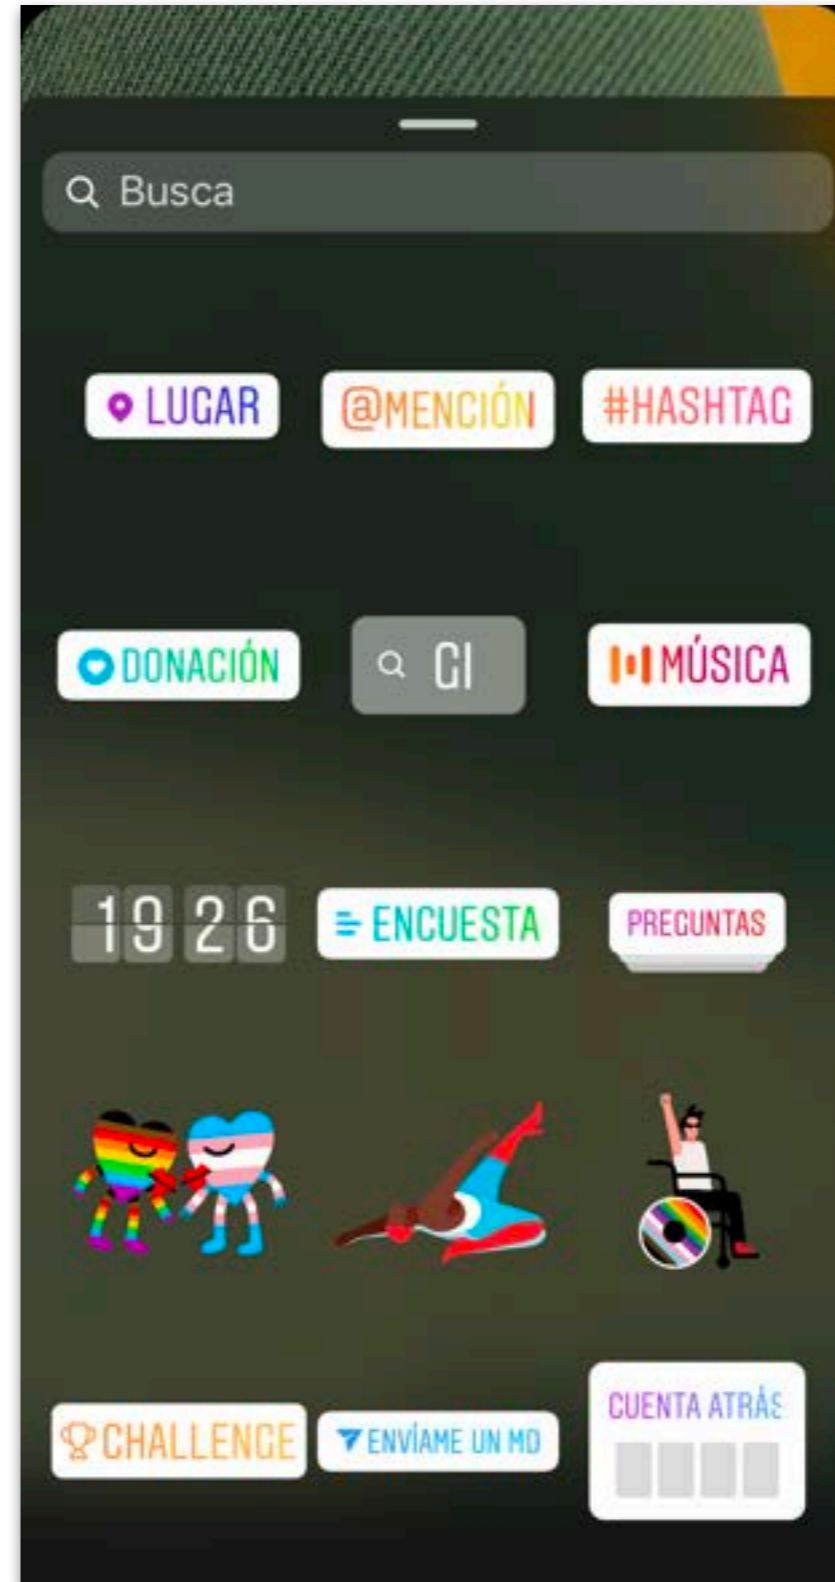 Busca
LUGAR @MENCIÓN #HASHTAG
DONACIÓN GI MÚSICA
19 26 ENCUESTA PREGUNTAS
CHALLENGE ENVÍAME UN MD CUENTA ATRÁS